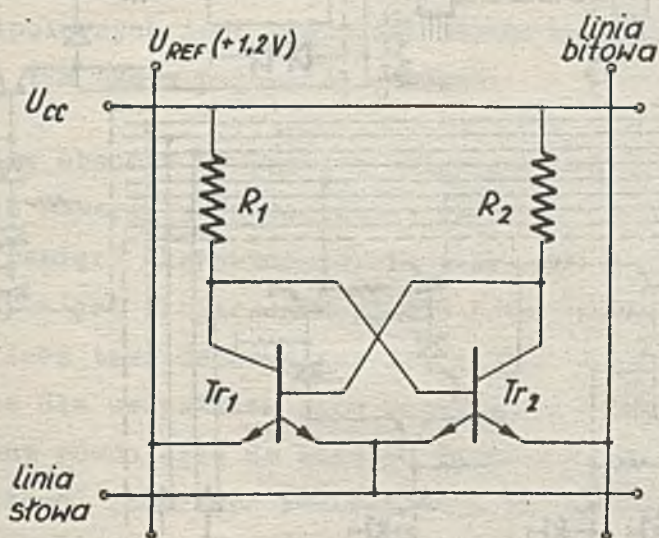 U_REF (+1.2V)
linia
bitowa
U_CC
R_1
R_2
Tr_1
Tr_2
linia
słowa